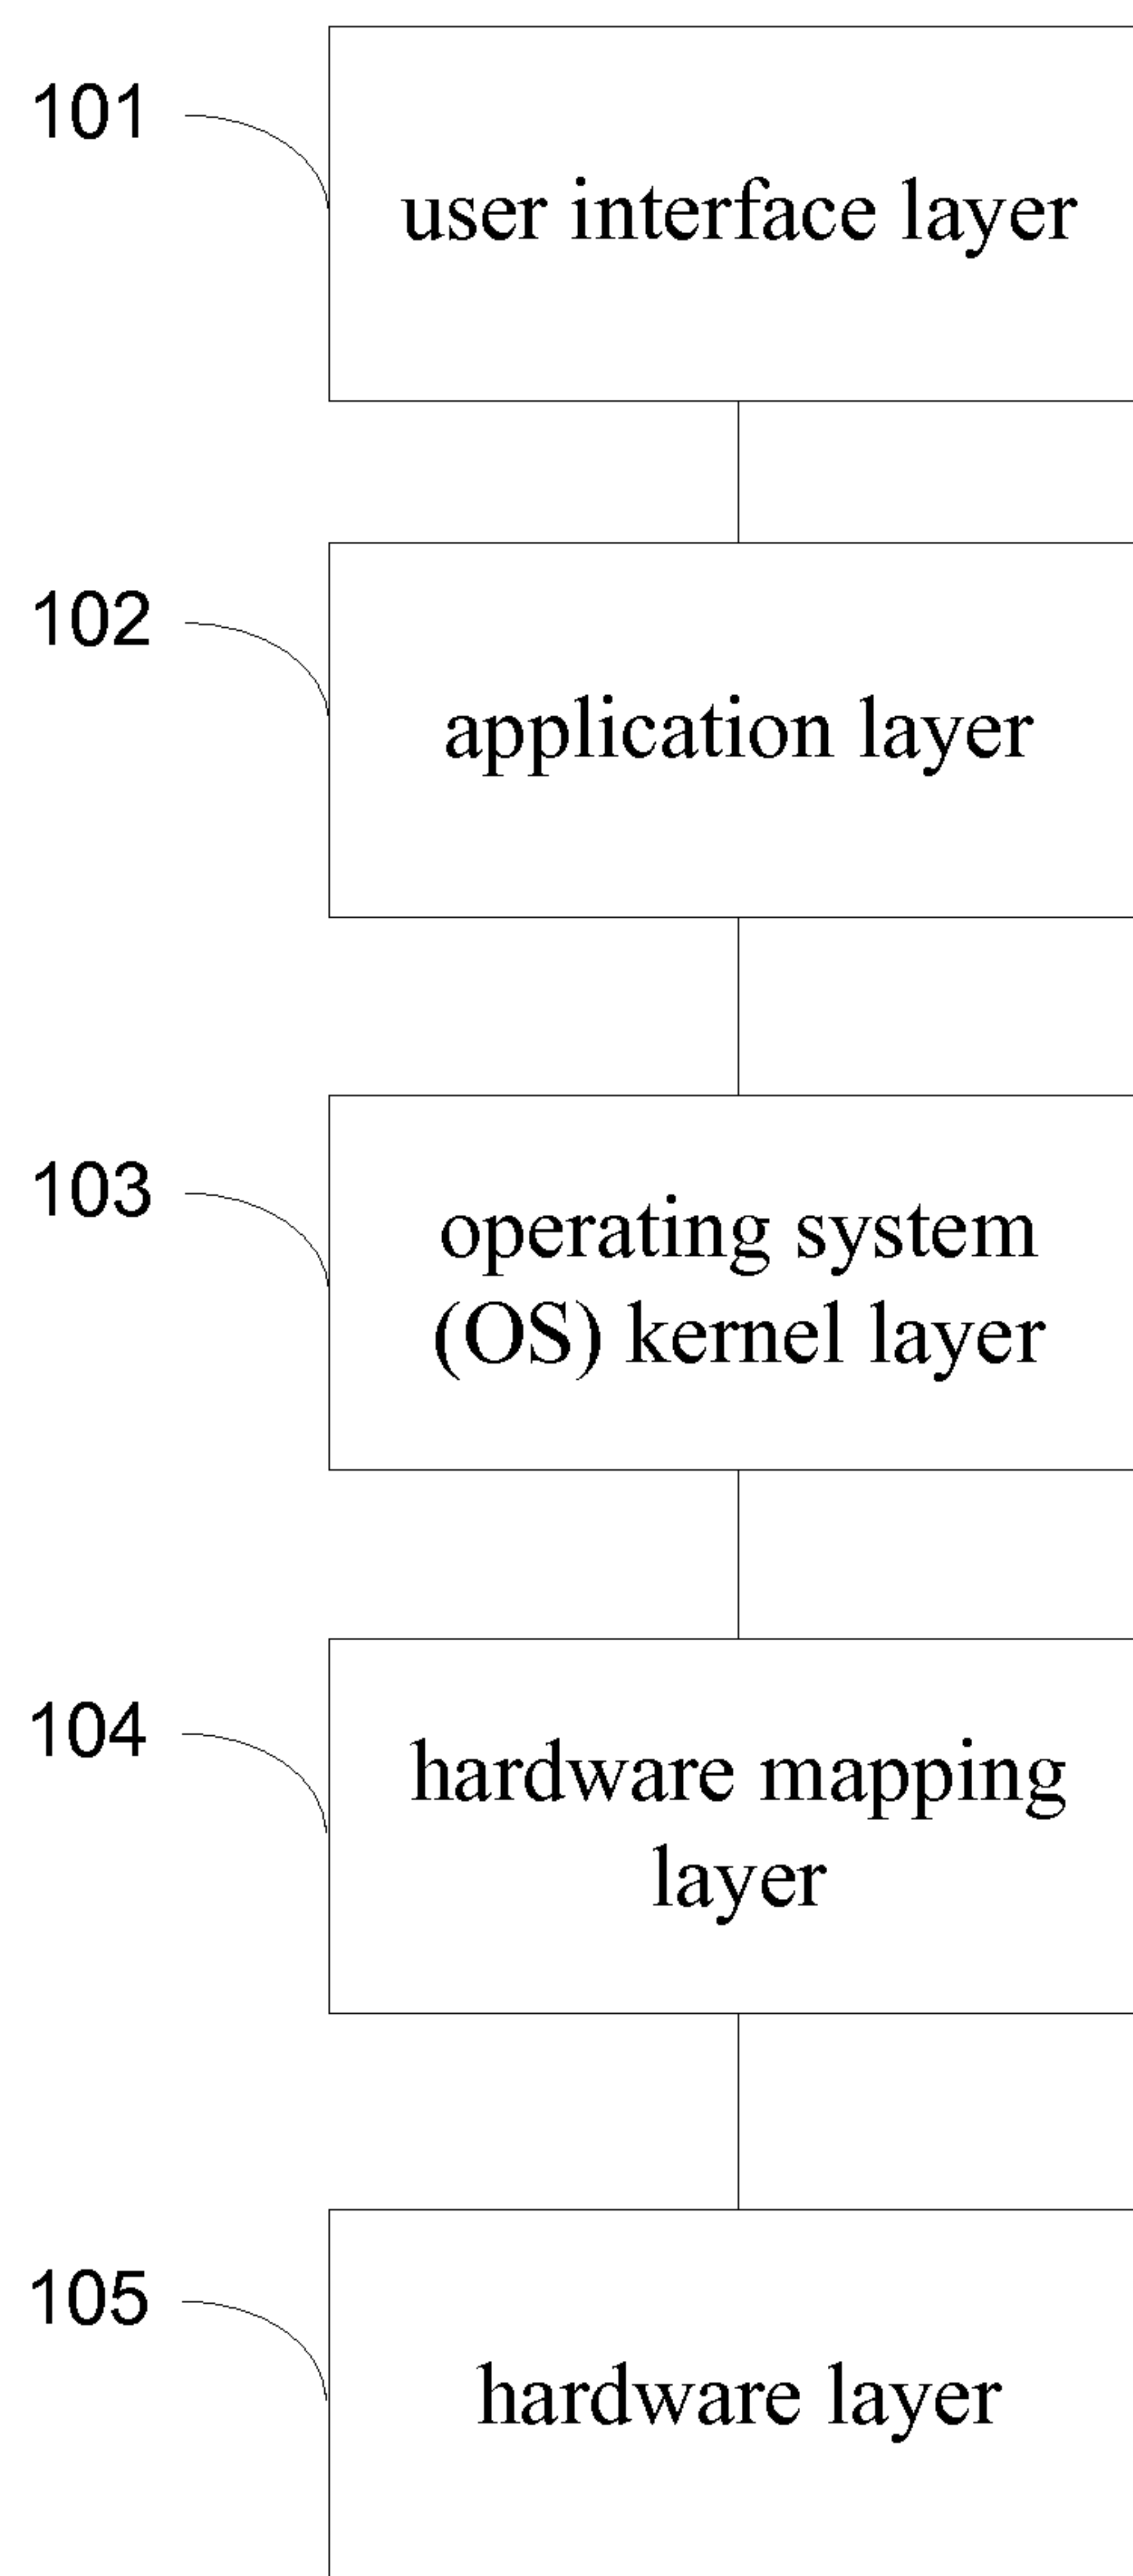 101
user interface layer
102
application layer
103
operating system
(OS) kernel layer
104
hardware mapping
layer
105
hardware layer